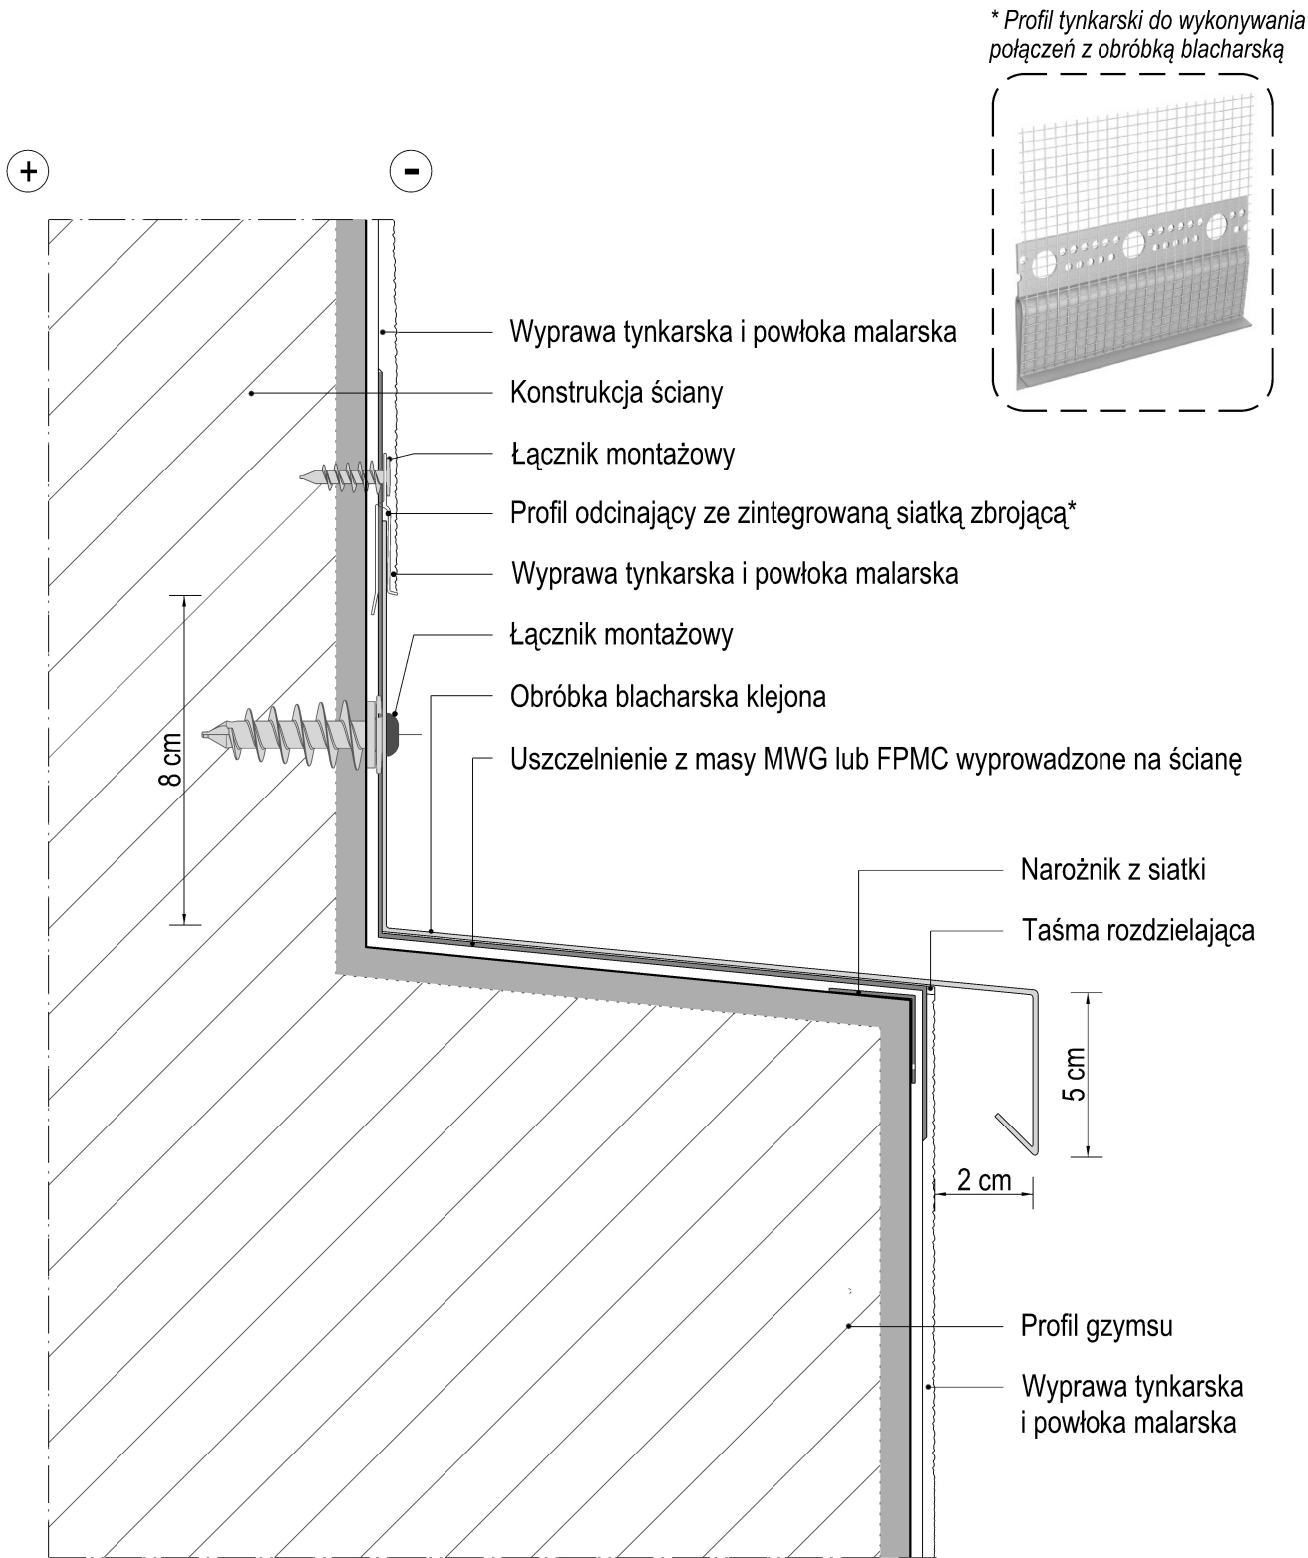 * Profil tynkarski do wykonywania
połączeń z obróbką blacharską
+
-
Wyprawa tynkarska i powłoka malarska
Konstrukcja ściany
Łącznik montażowy
Profil odcinający ze zintegrowaną siatką zbrojącą*
Wyprawa tynkarska i powłoka malarska
Łącznik montażowy
Obróbka blacharska klejona
8 cm
Uszczelnienie z masy MWG lub FPMC wyprowadzone na ścianę
Narożnik z siatki
Taśma rozdzielająca
5 cm
2 cm
Profil gzymsu
Wyprawa tynkarska
i powłoka malarska